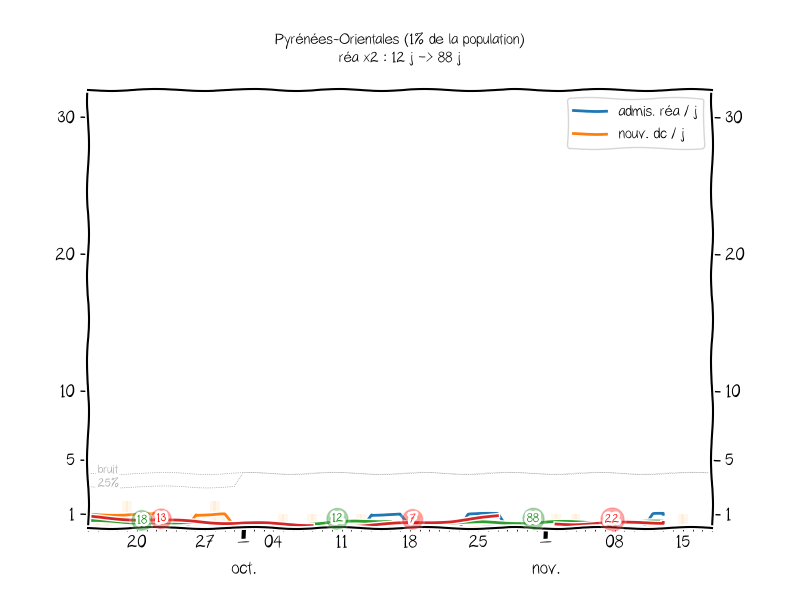 Pyrénées-Orientales (1% de la population)
réa x2 : 12 j -> 88 j
admis. réa / j
nouv. dc / j
30 30
20 20
10 10
5 5
bruit
25%
1 1
18 13 12 7 88 22
20 27 04 11 18 25 08 15
oct. nov.